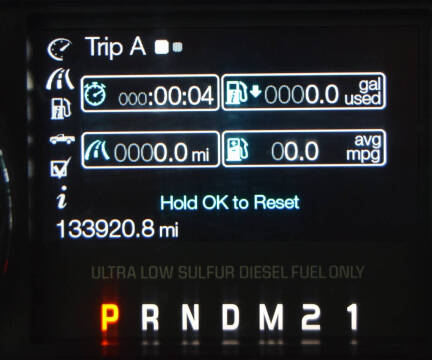 Trip A
000:00:04 0000.0 gal used
0000.0 mi 00.0 avg mpg
i
Hold OK to Reset
133920.8 mi
ULTRA LOW SULFUR DIESEL FUEL ONLY
P R N D M 2 1